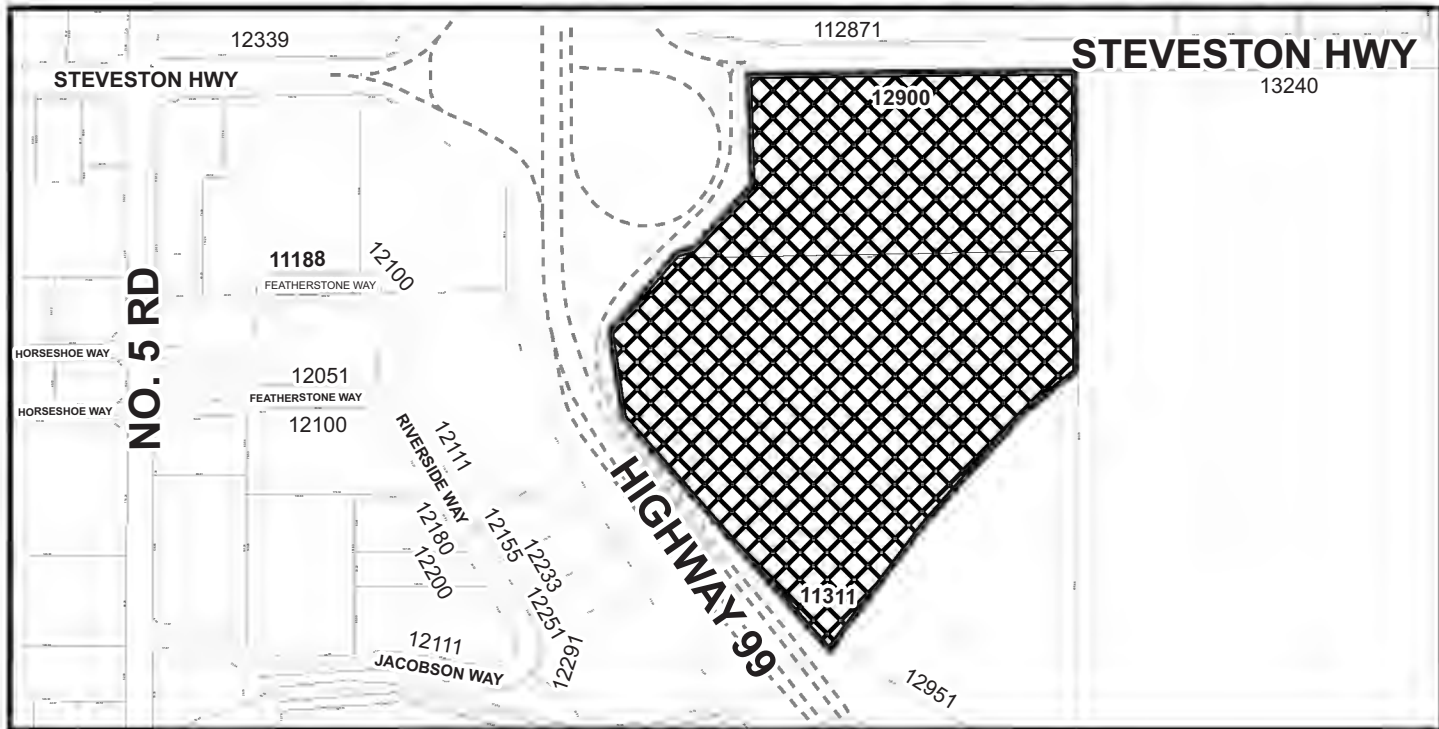 12339
112871
STEVESTON HWY
STEVESTON HWY
13240
12900
11188
12100
FEATHERSTONE WAY
NO. 5 RD
HORSESHOE WAY
12051
FEATHERSTONE WAY
HORSESHOE WAY
12100
RIVERSIDE WAY
12111
12180
12155
12200
12233
12251
12291
HIGHWAY 99
11311
12111
JACOBSON WAY
12951